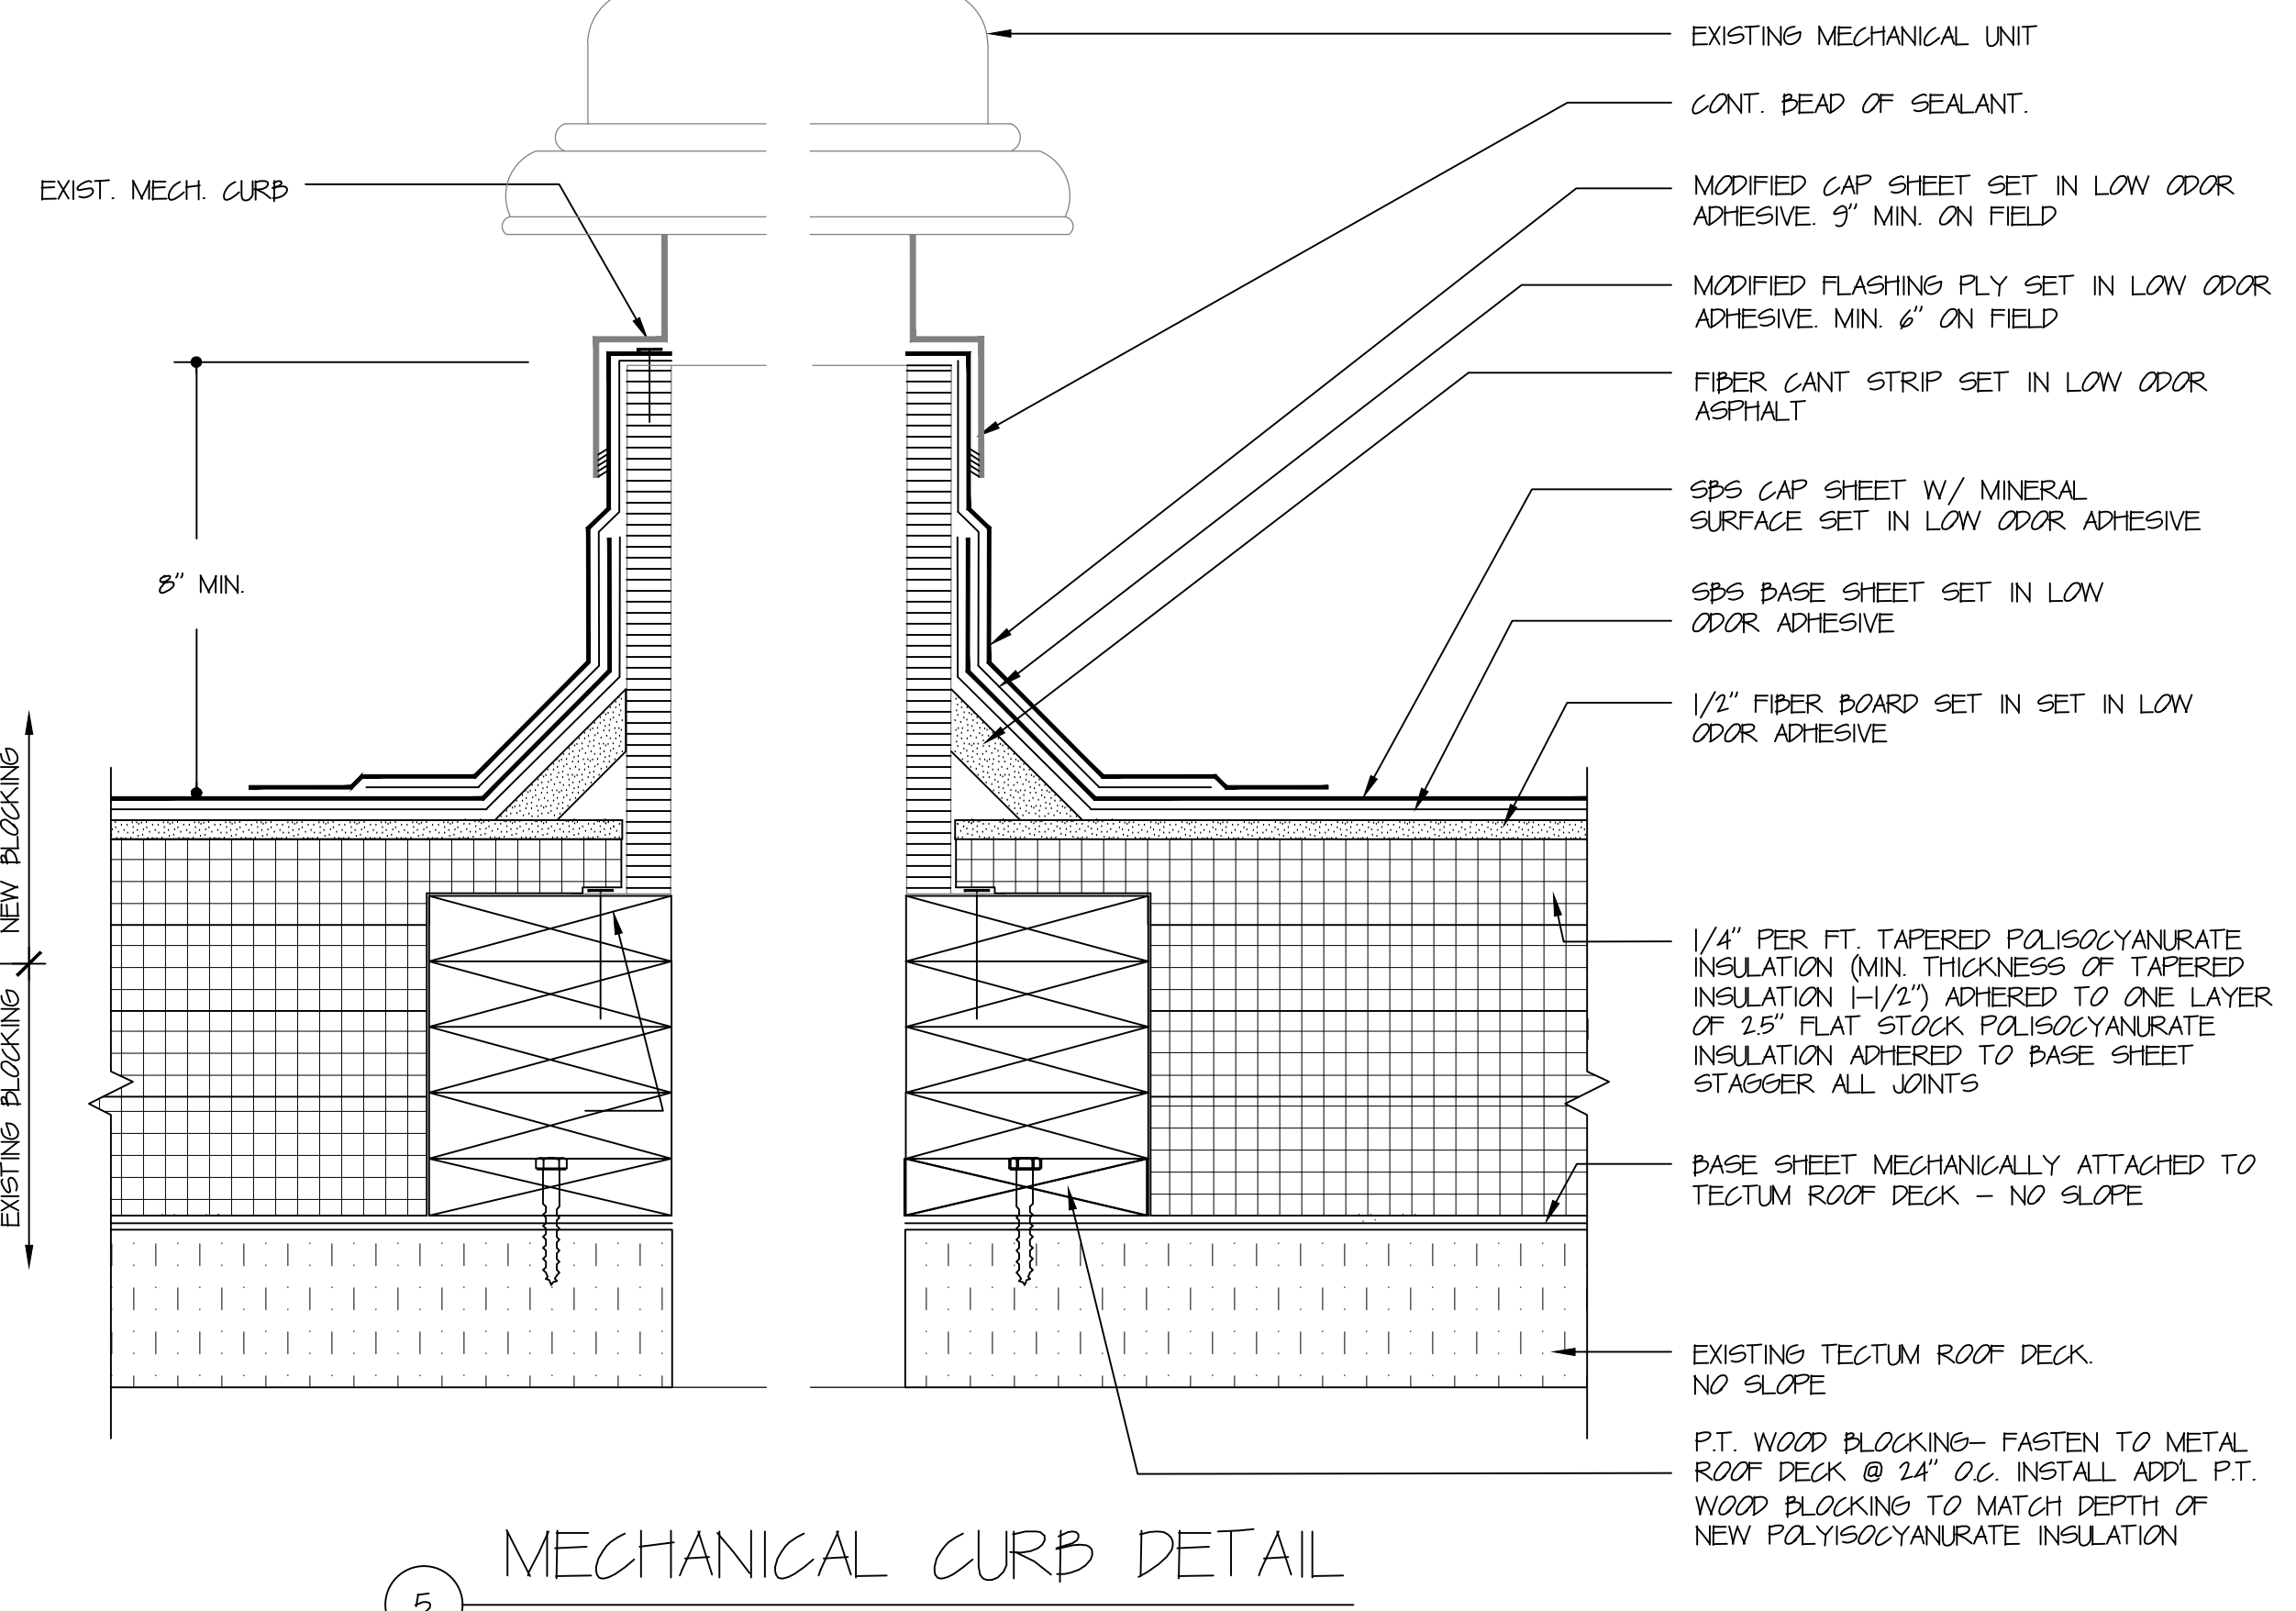 EXISTING MECHANICAL UNIT
CONT. BEAD OF SEALANT.
EXIST. MECH. CURB
MODIFIED CAP SHEET SET IN LOW ODOR
ADHESIVE. 9" MIN. ON FIELD
MODIFIED FLASHING PLY SET IN LOW ODOR
ADHESIVE. MIN. 6" ON FIELD
FIBER CANT STRIP SET IN LOW ODOR
ASPHALT
SBS CAP SHEET W/ MINERAL
SURFACE SET IN LOW ODOR ADHESIVE
8" MIN.
SBS BASE SHEET SET IN LOW
ODOR ADHESIVE
1/2" FIBER BOARD SET IN SET IN LOW
ODOR ADHESIVE
NEW BLOCKING
EXISTING BLOCKING
1/4" PER FT. TAPERED POLISOCYANURATE
INSULATION (MIN. THICKNESS OF TAPERED
INSULATION 1-1/2") ADHERED TO ONE LAYER
OF 2.5" FLAT STOCK POLISOCYANURATE
INSULATION ADHERED TO BASE SHEET
STAGGER ALL JOINTS
BASE SHEET MECHANICALLY ATTACHED TO
TECTUM ROOF DECK - NO SLOPE
EXISTING TECTUM ROOF DECK.
NO SLOPE
P.T. WOOD BLOCKING- FASTEN TO METAL
ROOF DECK @ 24" O.C. INSTALL ADD'L P.T.
WOOD BLOCKING TO MATCH DEPTH OF
NEW POLYISOCYANURATE INSULATION
MECHANICAL CURB DETAIL
5